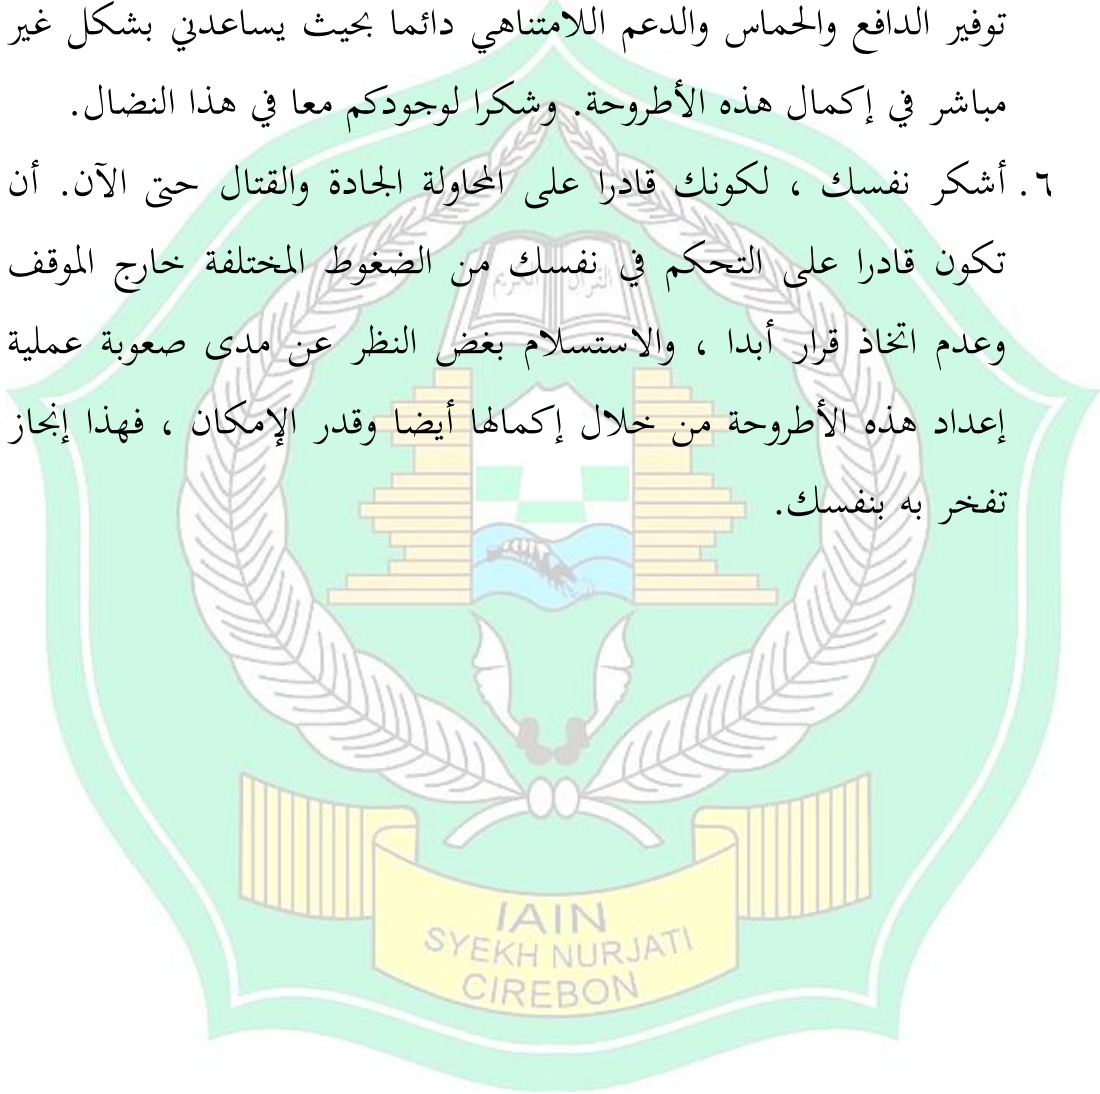 توفير الدافع والحماس والدعم اللامتناهي دائما بحيث يساعدني بشكل غير
مباشر في إكمال هذه الأطروحة. وشكرا لوجودكم معا في هذا النضال.
٦. أشكر نفسك ، لكونك قادرا على المحاولة الجادة والقتال حتى الآن. أن
تكون قادرا على التحكم في نفسك من الضغوط المختلفة خارج الموقف
القرآن الكريم
وعدم اتخاذ قرار أبدا ، والاستسلام بغض النظر عن مدى صعوبة عملية
إعداد هذه الأطروحة من خلال إكمالها أيضا وقدر الإمكان ، فهذا إنجاز
تفخر به بنفسك.
IAIN
SYEKH NURJATI
CIREBON